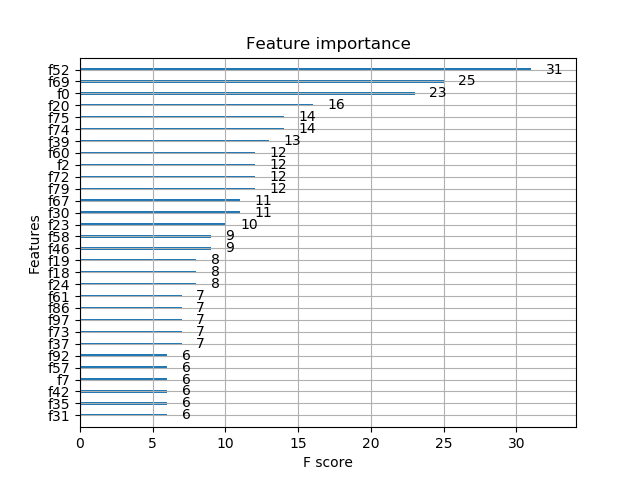 Feature importance
f52 31
f69 25
f0 23
f20 16
f75 14
f74 14
f39 13
f60 12
f2 12
f72 12
f79 12
f67 11
f30 11
f23 10
f58 9
f46 9
f19 8
f18 8
f24 8
f61 7
f86 7
f97 7
f73 7
f37 7
f92 6
f57 6
f7 6
f42 6
f35 6
f31 6
Features
0 5 10 15 20 25 30
F score